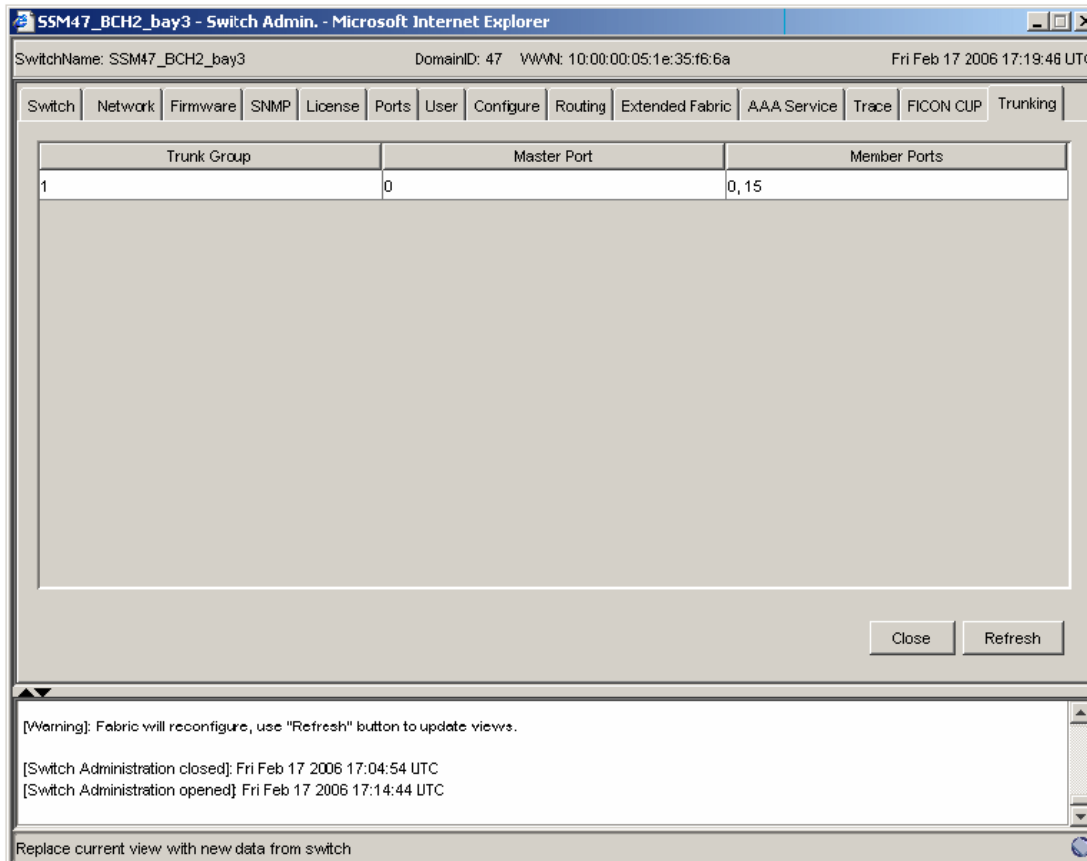 SSM47_BCH2_bay3 - Switch Admin. - Microsoft Internet Explorer
SwitchName: SSM47_BCH2_bay3 DomainID: 47 WWN: 10:00:00:05:1e:35:f6:6a Fri Feb 17 2006 17:19:46 UTC
Switch Network Firmware SNMP License Ports User Configure Routing Extended Fabric AAA Service Trace FICON CUP Trunking
Trunk Group Master Port Member Ports
1 0 0, 15
Close Refresh
[Warning]: Fabric will reconfigure, use "Refresh" button to update views.
[Switch Administration closed]: Fri Feb 17 2006 17:04:54 UTC
[Switch Administration opened]: Fri Feb 17 2006 17:14:44 UTC
Replace current view with new data from switch